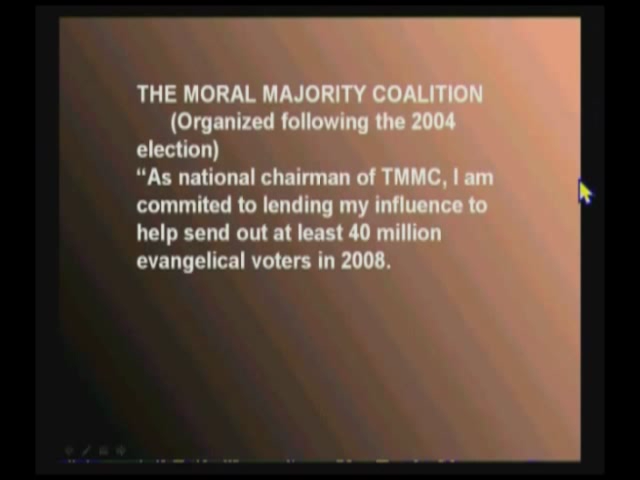 THE MORAL MAJORITY COALITION
(Organized following the 2004
election)
“As national chairman of TMMC, I am
commited to lending my influence to
help send out at least 40 million
evangelical voters in 2008.